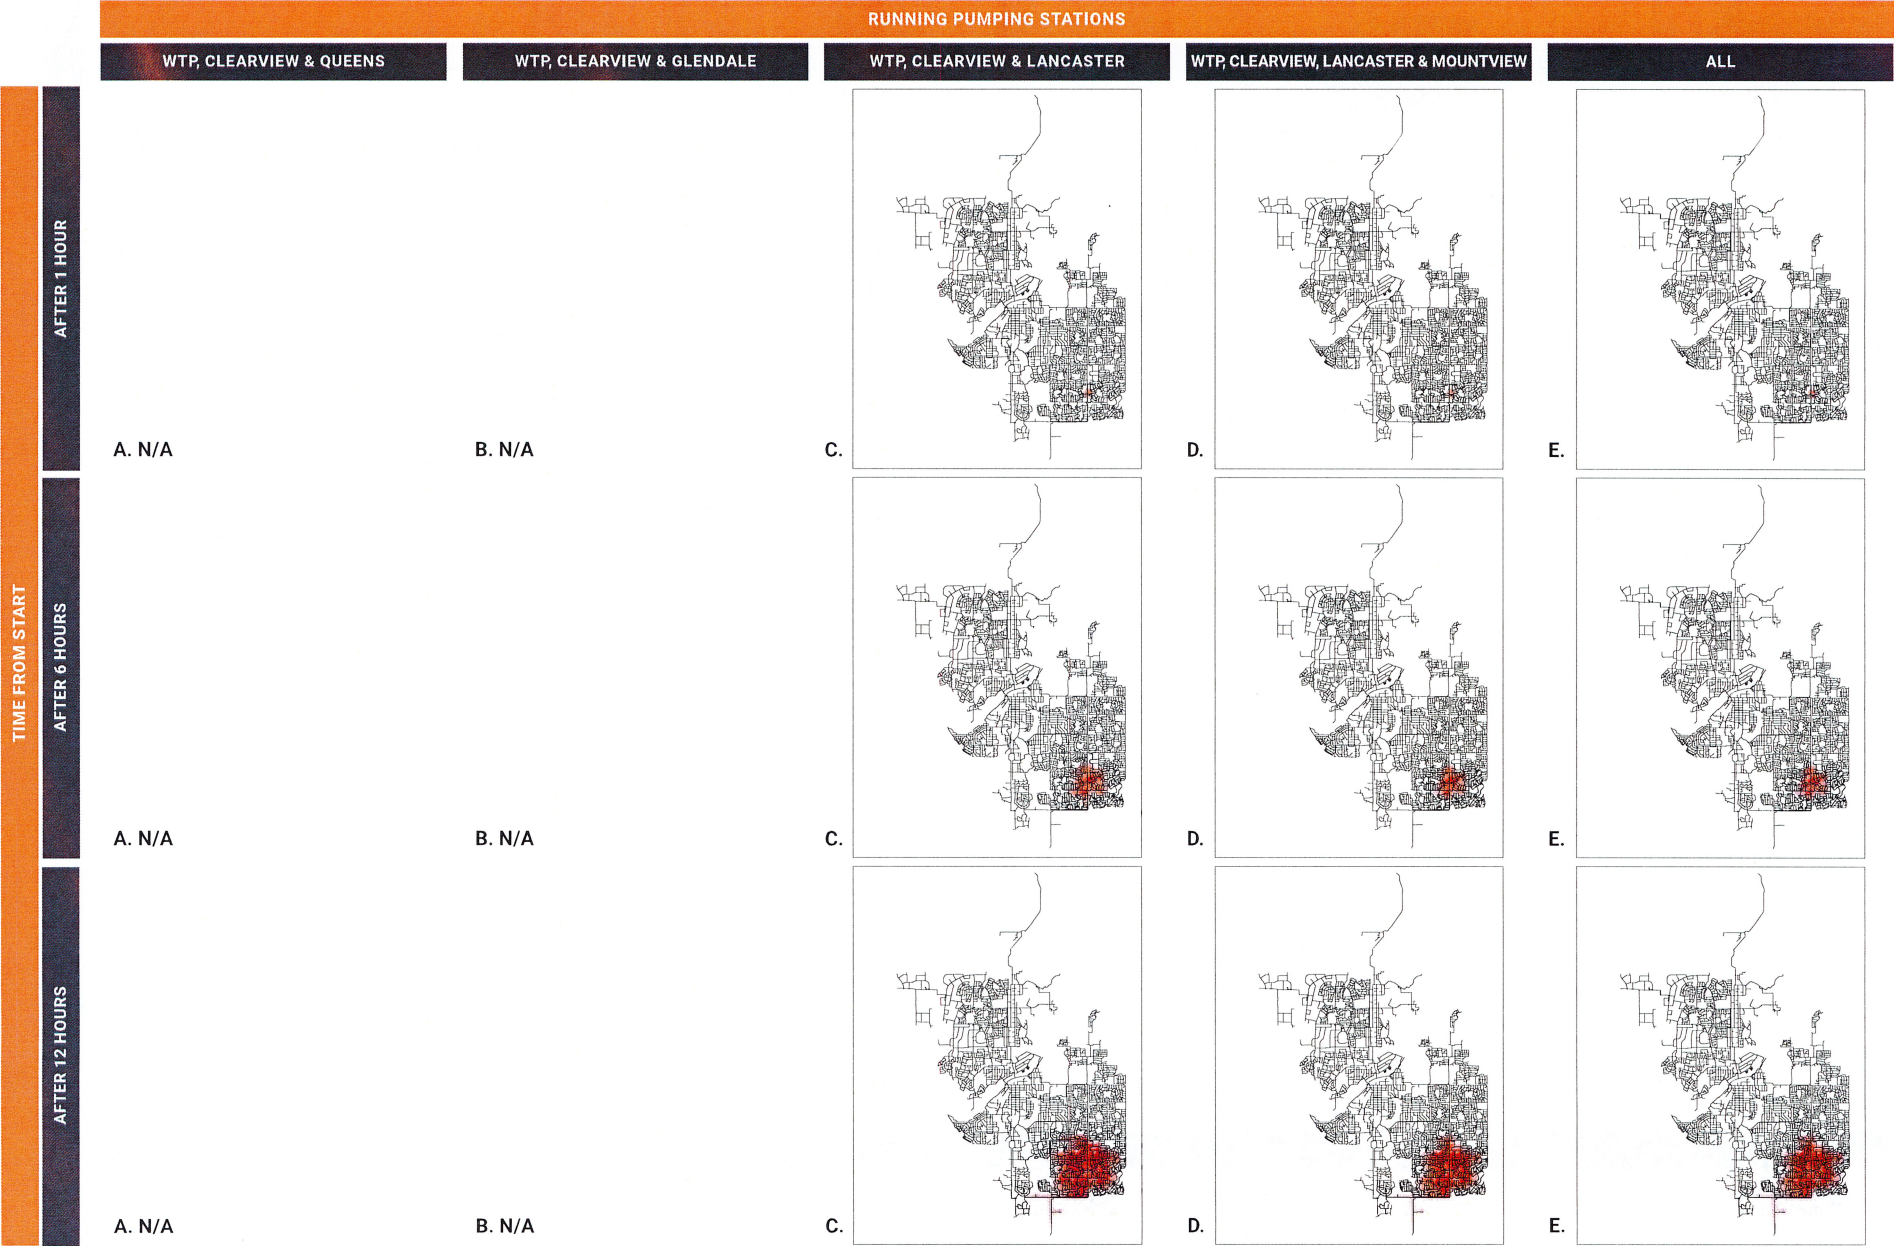 RUNNING PUMPING STATIONS
WTP, CLEARVIEW & QUEENS
WTP, CLEARVIEW & GLENDALE
WTP, CLEARVIEW & LANCASTER
WTP, CLEARVIEW, LANCASTER & MOUNTVIEW
ALL
TIME FROM START
AFTER 1 HOUR
A. N/A
B. N/A
C.
D.
E.
AFTER 6 HOURS
A. N/A
B. N/A
C.
D.
E.
AFTER 12 HOURS
A. N/A
B. N/A
C.
D.
E.